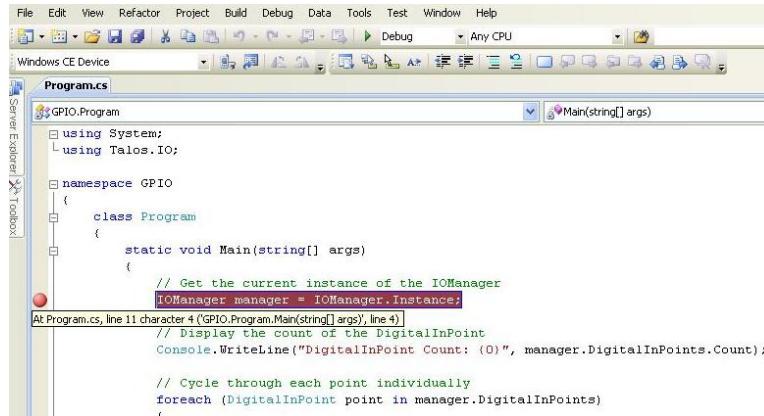 File Edit View Refactor Project Build Debug Data Tools Test Window Help
Debug Any CPU
Windows CE Device
Program.cs
GPIO.Program Main(string[] args)
Server Explorer
Toolbox
using System;
using Talos.IO;
namespace GPIO
{
class Program
{
static void Main(string[] args)
{
// Get the current instance of the IOManager
IOManager manager = IOManager.Instance;
At Program.cs, line 11 character 4 ('GPIO.Program.Main(string[] args)', line 4)
// Display the count of the DigitalInPoint
Console.WriteLine("DigitalInPoint Count: {0}", manager.DigitalInPoints.Count);
// Cycle through each point individually
foreach (DigitalInPoint point in manager.DigitalInPoints)
{